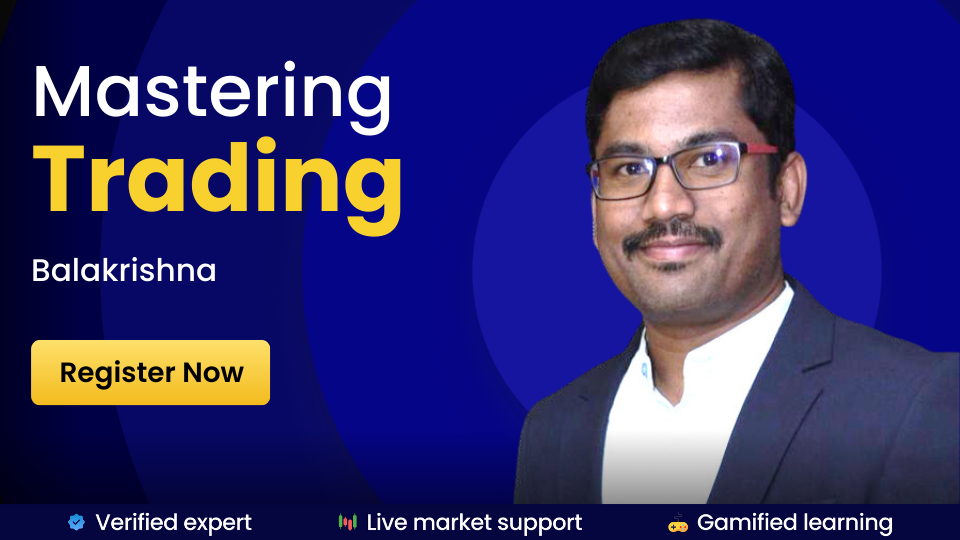 Mastering
Trading
Balakrishna
Register Now
Verified expert
Live market support
Gamified learning